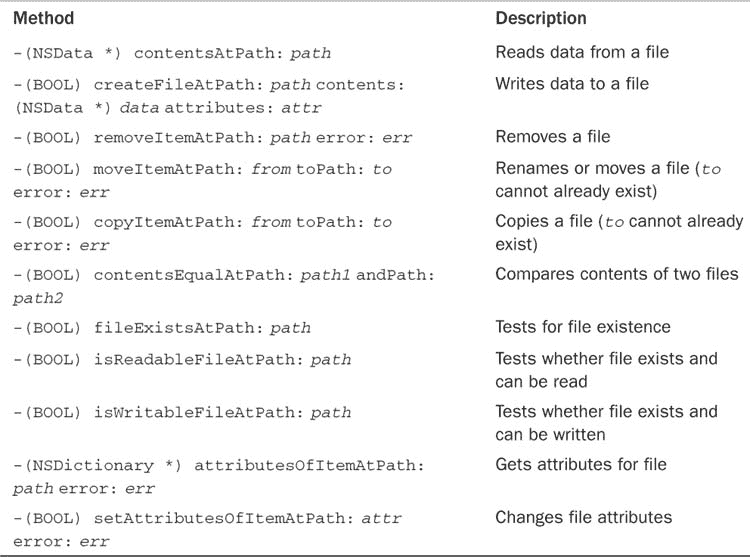 Method Description
-(NSData *) contentsAtPath: path Reads data from a file
-(BOOL) createFileAtPath: path contents: Writes data to a file
(NSData *) data attributes: attr
-(BOOL) removeItemAtPath: path error: err Removes a file
-(BOOL) moveItemAtPath: from toPath: to Renames or moves a file (to
error: err cannot already exist)
-(BOOL) copyItemAtPath: from toPath: to Copies a file (to cannot already
error: err exist)
-(BOOL) contentsEqualAtPath: path1 andPath: Compares contents of two files
path2
-(BOOL) fileExistsAtPath: path Tests for file existence
-(BOOL) isReadableFileAtPath: path Tests whether file exists and
can be read
-(BOOL) isWritableFileAtPath: path Tests whether file exists and
can be written
-(NSDictionary *) attributesOfItemAtPath: Gets attributes for file
path error: err
-(BOOL) setAttributesOfItemAtPath: attr Changes file attributes
error: err